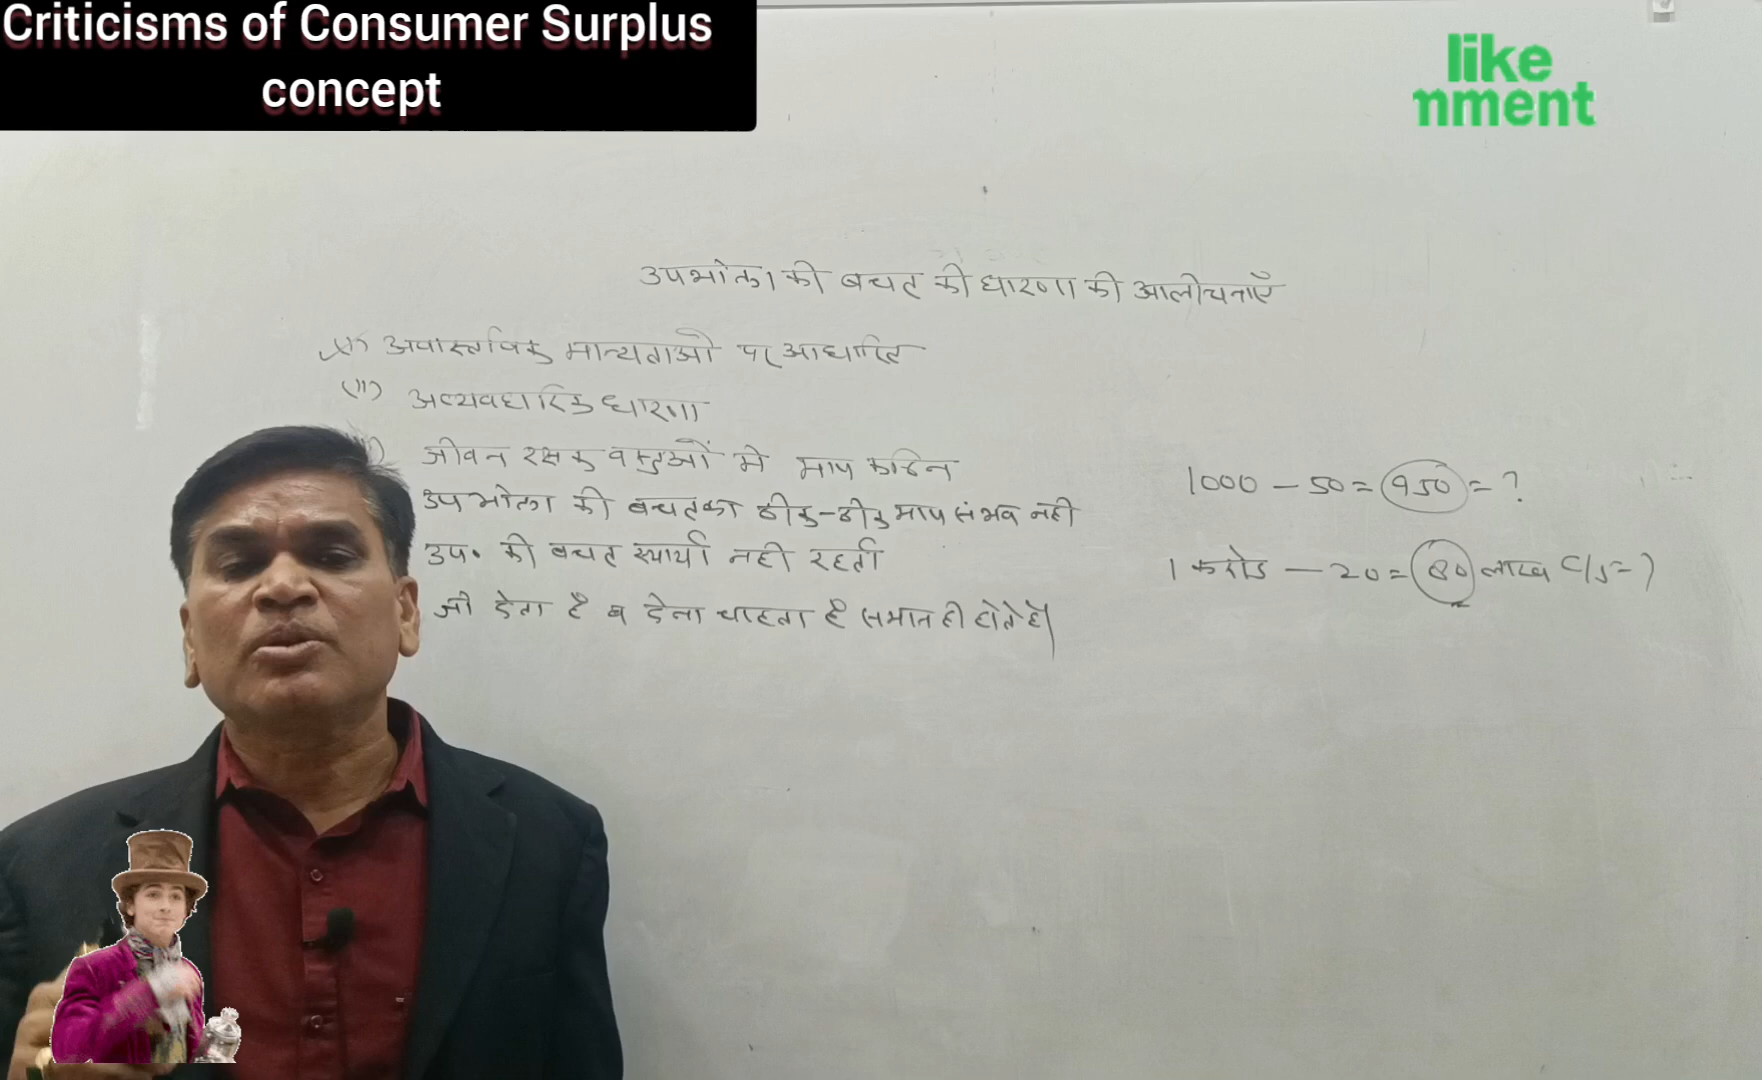 Criticisms of Consumer Surplus
concept
like
mment
उपभोक्ता की बचत की धारणा की आलोचनाएँ
अवास्तविक मान्यताओं पर आधारित
(ii) अव्यवहारिक धारणा
जीवन रक्षक वस्तुओं में माप कठिन
उपभोक्ता की बचत का ठीक-ठीक माप संभव नही
उप. की बचत स्थायी नही रहती
जो देता है व देना चाहता है समान ही होते है।
1000 - 50 = 950 = ?
1 करोड - 20 = 80 लाख C/S = ?